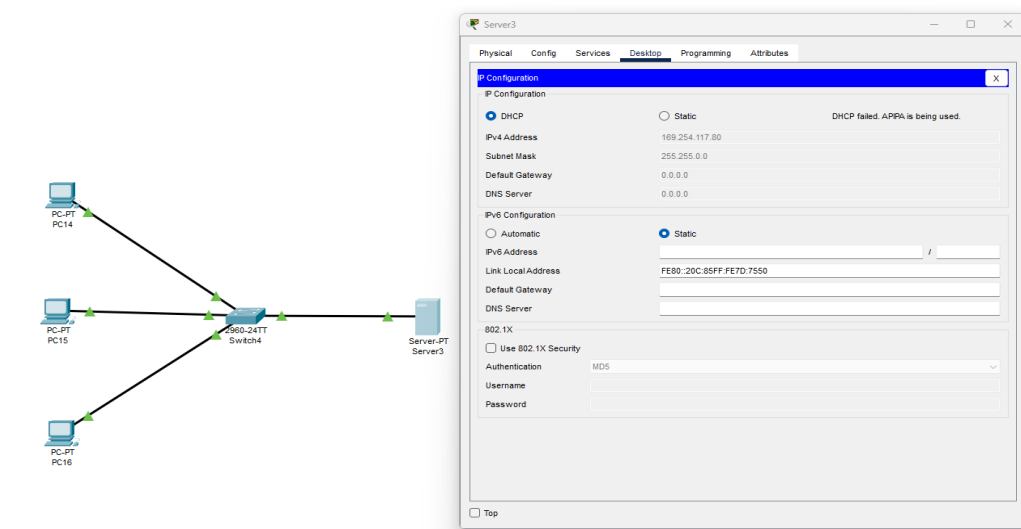 Server3
Physical Config Services Desktop Programming Attributes
IP Configuration X
IP Configuration
DHCP Static DHCP failed. APIPA is being used.
IPv4 Address 169.254.117.80
Subnet Mask 255.255.0.0
Default Gateway 0.0.0.0
DNS Server 0.0.0.0
IPv6 Configuration
Automatic Static
IPv6 Address /
Link Local Address FE80::20C:85FF:FE7D:7550
Default Gateway
DNS Server
802.1X
Use 802.1X Security
Authentication MD5
Username
Password
Top
PC-PT
PC14
PC-PT
PC15
2960-24TT
Switch4
Server-PT
Server3
PC-PT
PC16